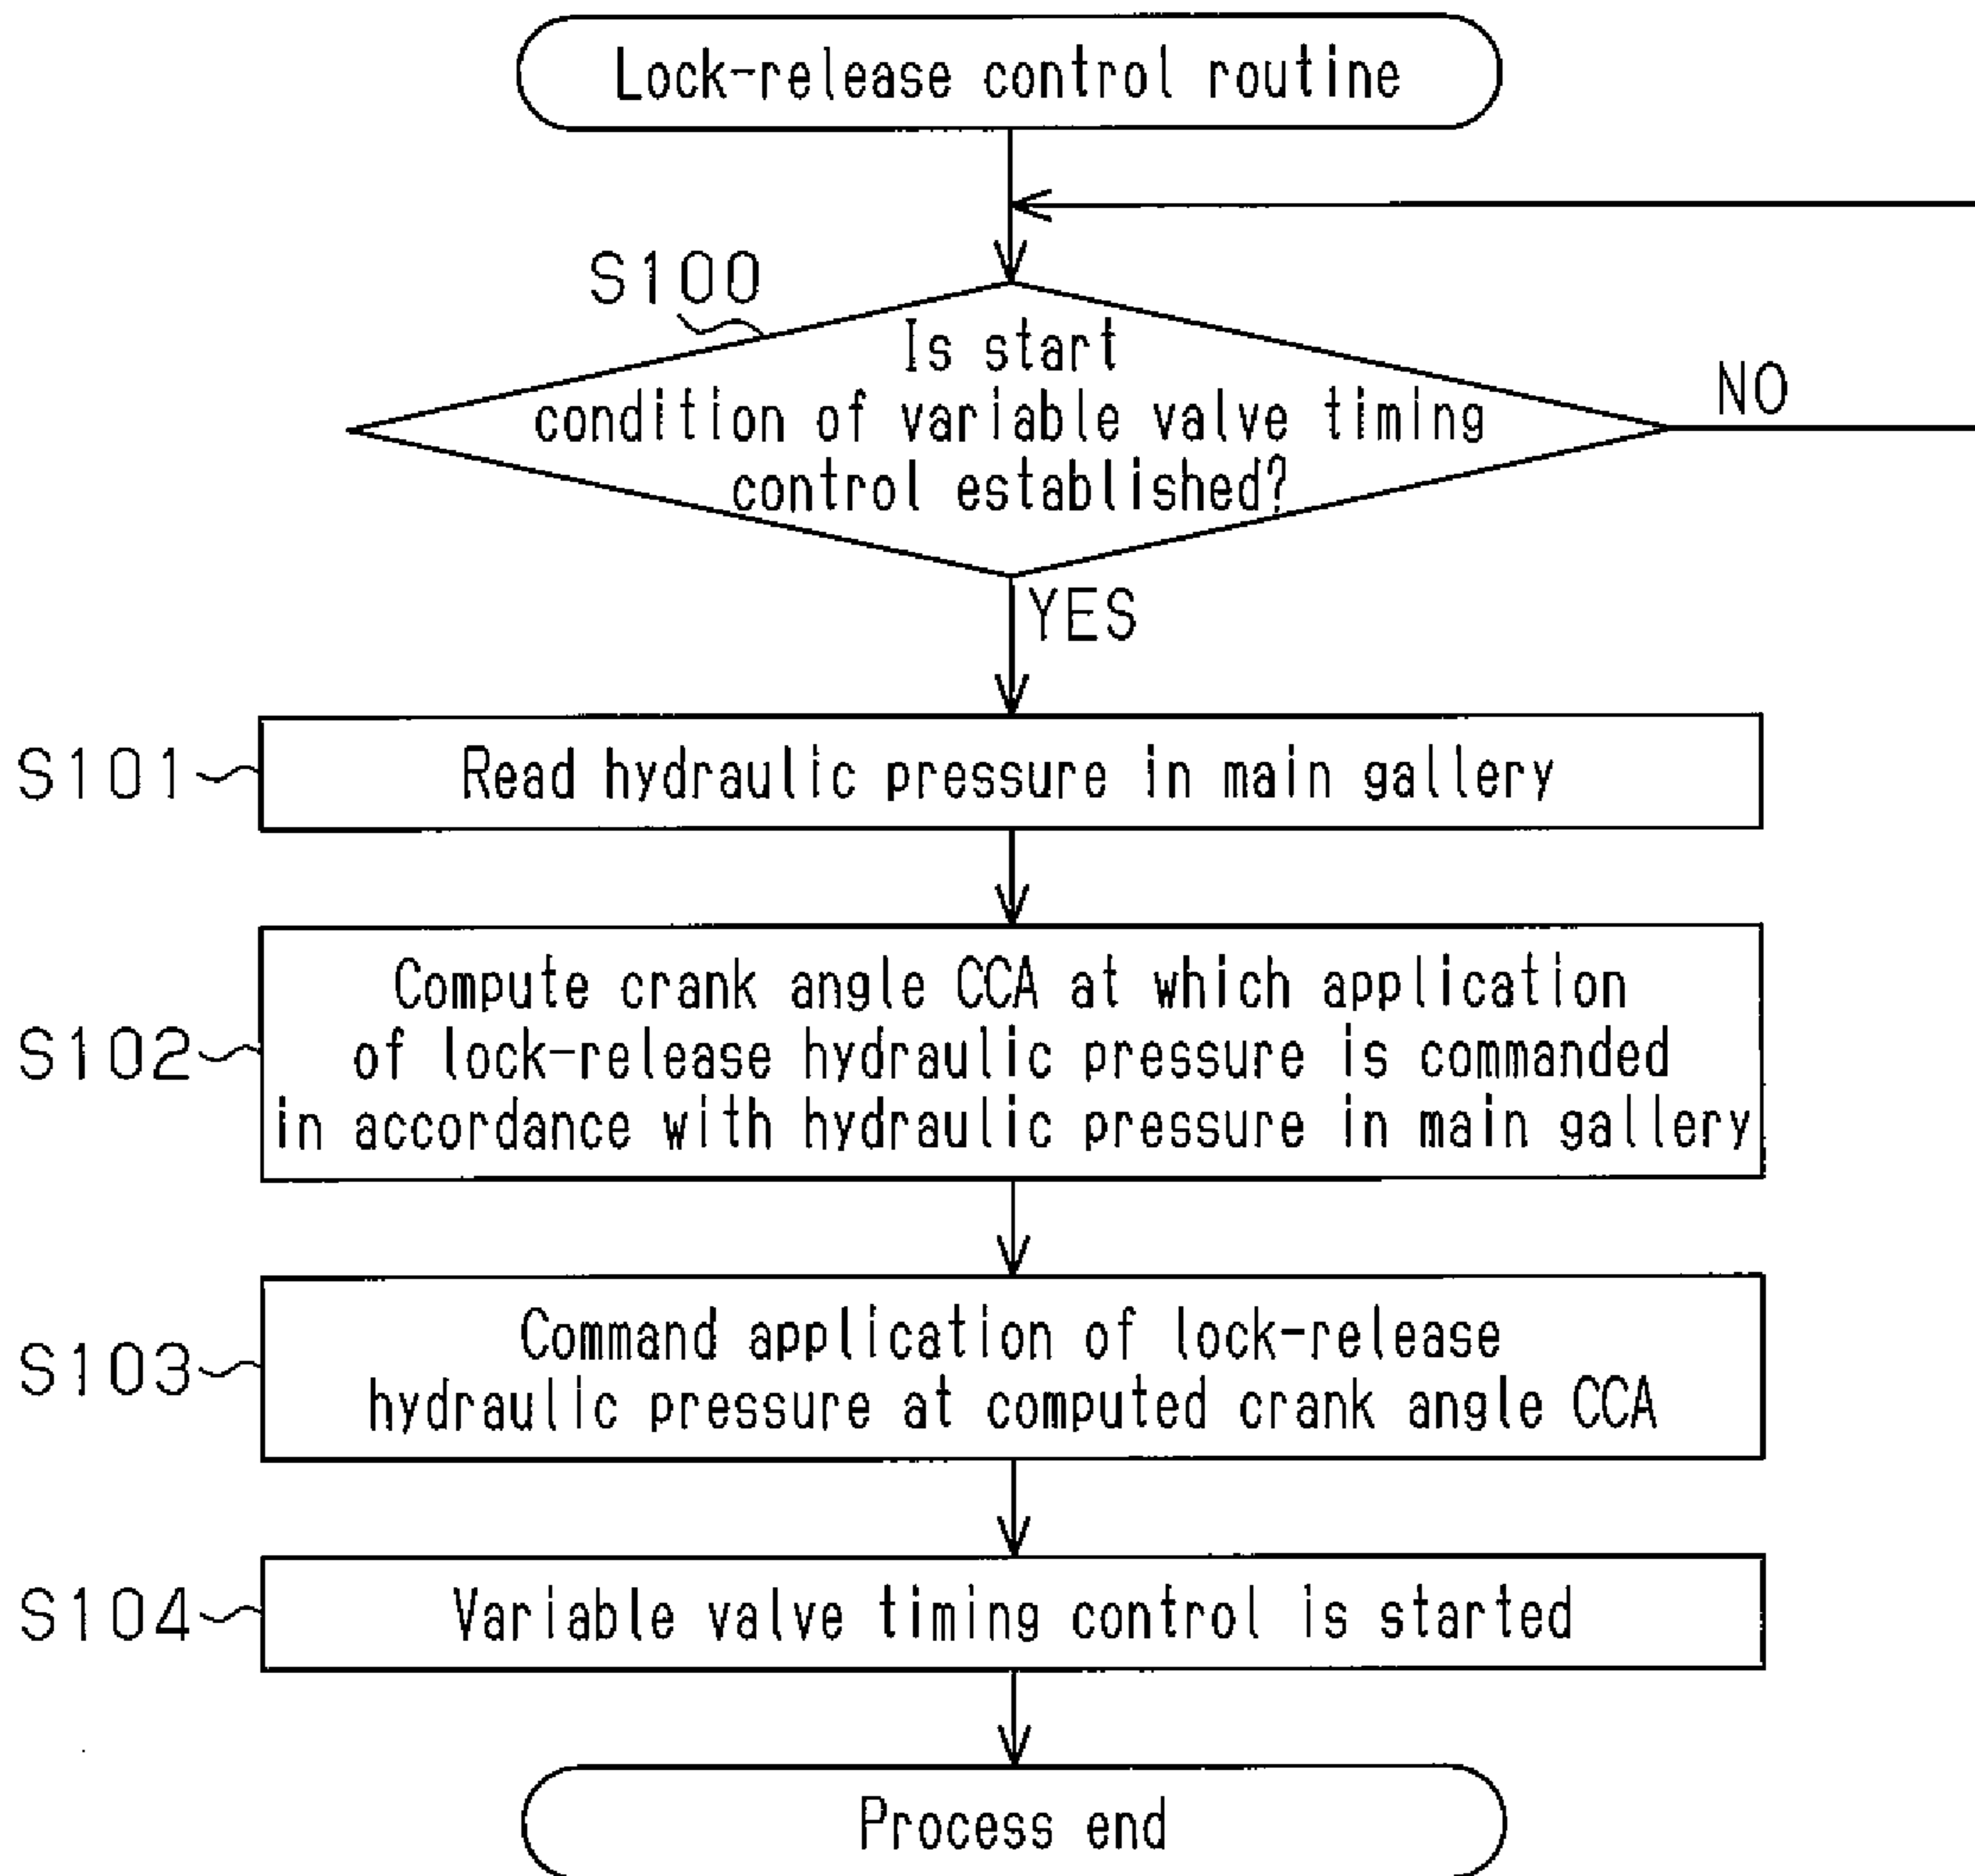 Lock-release control routine
S100
Is start
condition of variable valve timing
control established?
NO
YES
S101
Read hydraulic pressure in main gallery
S102
Compute crank angle CCA at which application
of lock-release hydraulic pressure is commanded
in accordance with hydraulic pressure in main gallery
S103
Command application of lock-release
hydraulic pressure at computed crank angle CCA
S104
Variable valve timing control is started
Process end